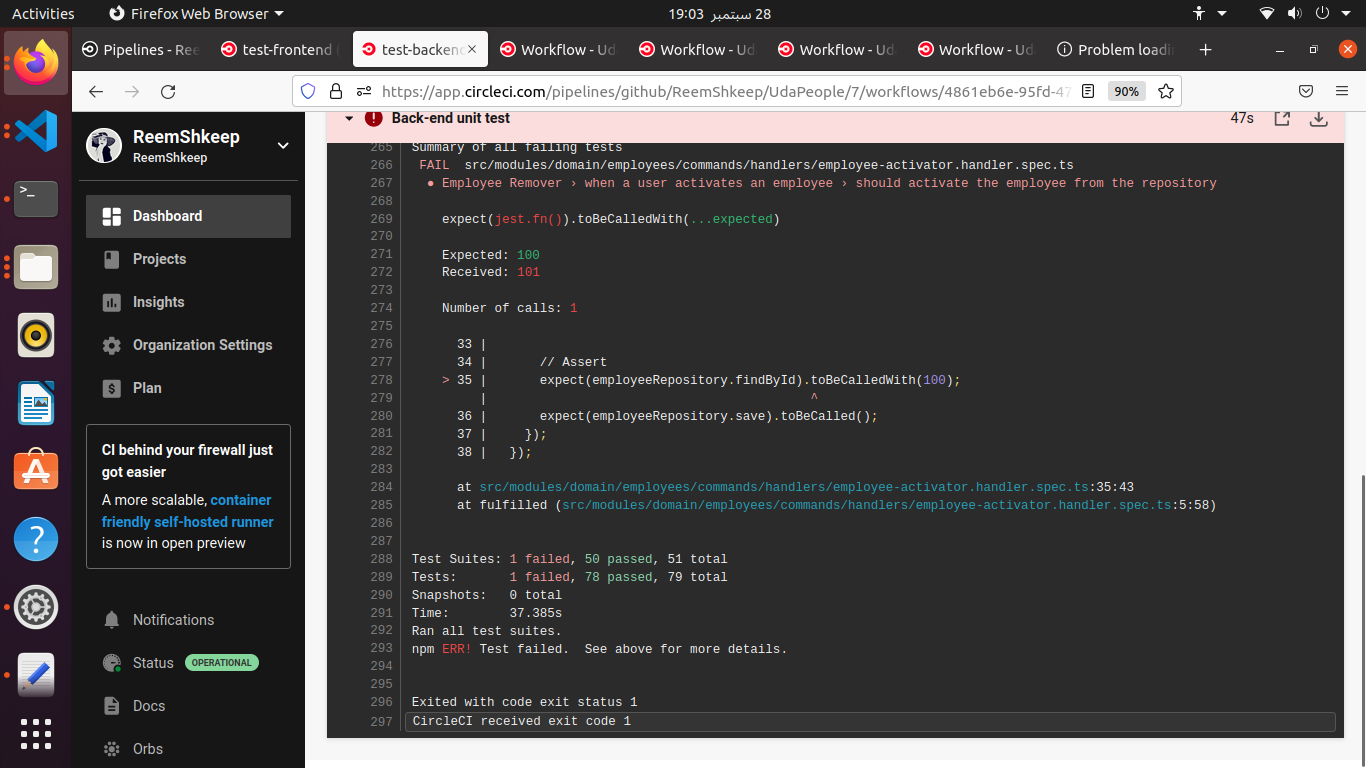 Activities
Firefox Web Browser
28 سبتمبر 19:03
Pipelines - Ree
test-frontend (
test-backend
Workflow - Uda
Workflow - Uda
Workflow - Uda
Workflow - Uda
Problem loadin
https://app.circleci.com/pipelines/github/ReemShkeep/UdaPeople/7/workflows/4861eb6e-95fd-47
90%
ReemShkeep
ReemShkeep
Dashboard
Projects
Insights
Organization Settings
Plan
CI behind your firewall just
got easier
A more scalable, container
friendly self-hosted runner
is now in open preview
Notifications
Status OPERATIONAL
Docs
Orbs
Back-end unit test 47s
265 Summary of all failing tests
266 FAIL src/modules/domain/employees/commands/handlers/employee-activator.handler.spec.ts
267 ● Employee Remover › when a user activates an employee › should activate the employee from the repository
268
269 expect(jest.fn()).toBeCalledWith(...expected)
270
271 Expected: 100
272 Received: 101
273
274 Number of calls: 1
275
276 33 |
277 34 | // Assert
278 > 35 | expect(employeeRepository.findById).toBeCalledWith(100);
279 | ^
280 36 | expect(employeeRepository.save).toBeCalled();
281 37 | });
282 38 | });
283
284 at src/modules/domain/employees/commands/handlers/employee-activator.handler.spec.ts:35:43
285 at fulfilled (src/modules/domain/employees/commands/handlers/employee-activator.handler.spec.ts:5:58)
286
287
288 Test Suites: 1 failed, 50 passed, 51 total
289 Tests: 1 failed, 78 passed, 79 total
290 Snapshots: 0 total
291 Time: 37.385s
292 Ran all test suites.
293 npm ERR! Test failed. See above for more details.
294
295
296 Exited with code exit status 1
297 CircleCI received exit code 1